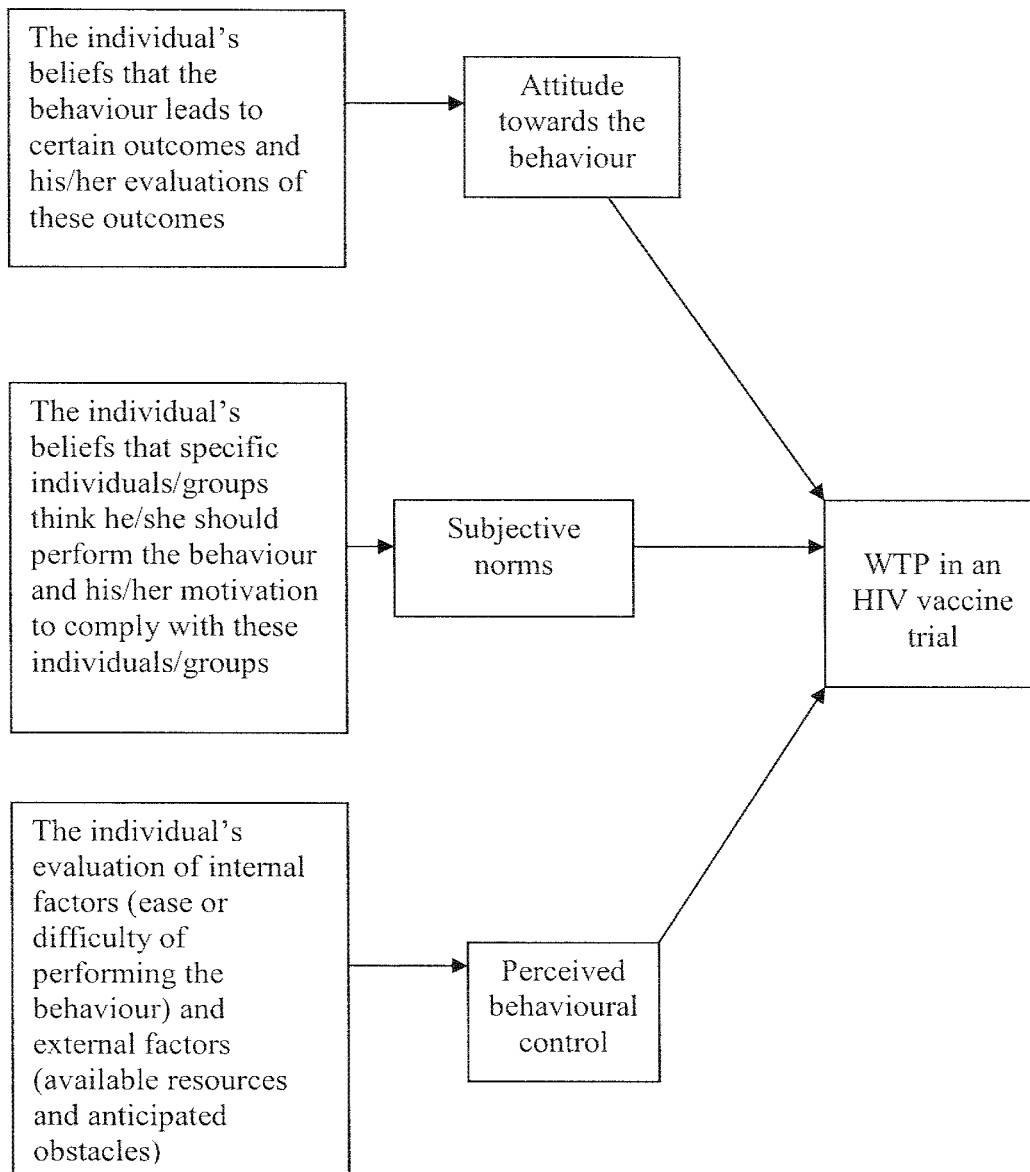 The individual's
beliefs that the
behaviour leads to
certain outcomes and
his/her evaluations of
these outcomes
Attitude
towards the
behaviour
The individual's
beliefs that specific
individuals/groups
think he/she should
perform the behaviour
and his/her motivation
to comply with these
individuals/groups
Subjective
norms
WTP in an
HIV vaccine
trial
The individual's
evaluation of internal
factors (ease or
difficulty of
performing the
behaviour) and
external factors
(available resources
and anticipated
obstacles)
Perceived
behavioural
control